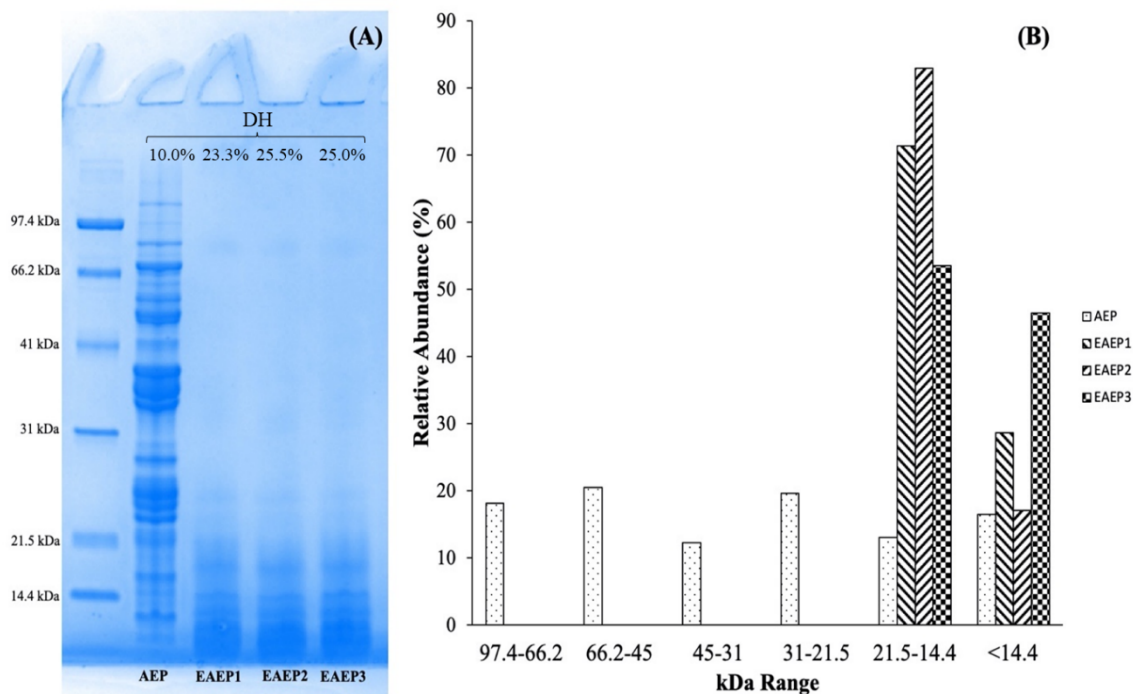 (A)
DH
10.0% 23.3% 25.5% 25.0%
97.4 kDa
66.2 kDa
41 kDa
31 kDa
21.5 kDa
14.4 kDa
AEP EAEP1 EAEP2 EAEP3
(B)
Relative Abundance (%)
90
80
70
60
50
40
30
20
10
0
97.4-66.2 66.2-45 45-31 31-21.5 21.5-14.4 <14.4
kDa Range
AEP
EAEP1
EAEP2
EAEP3